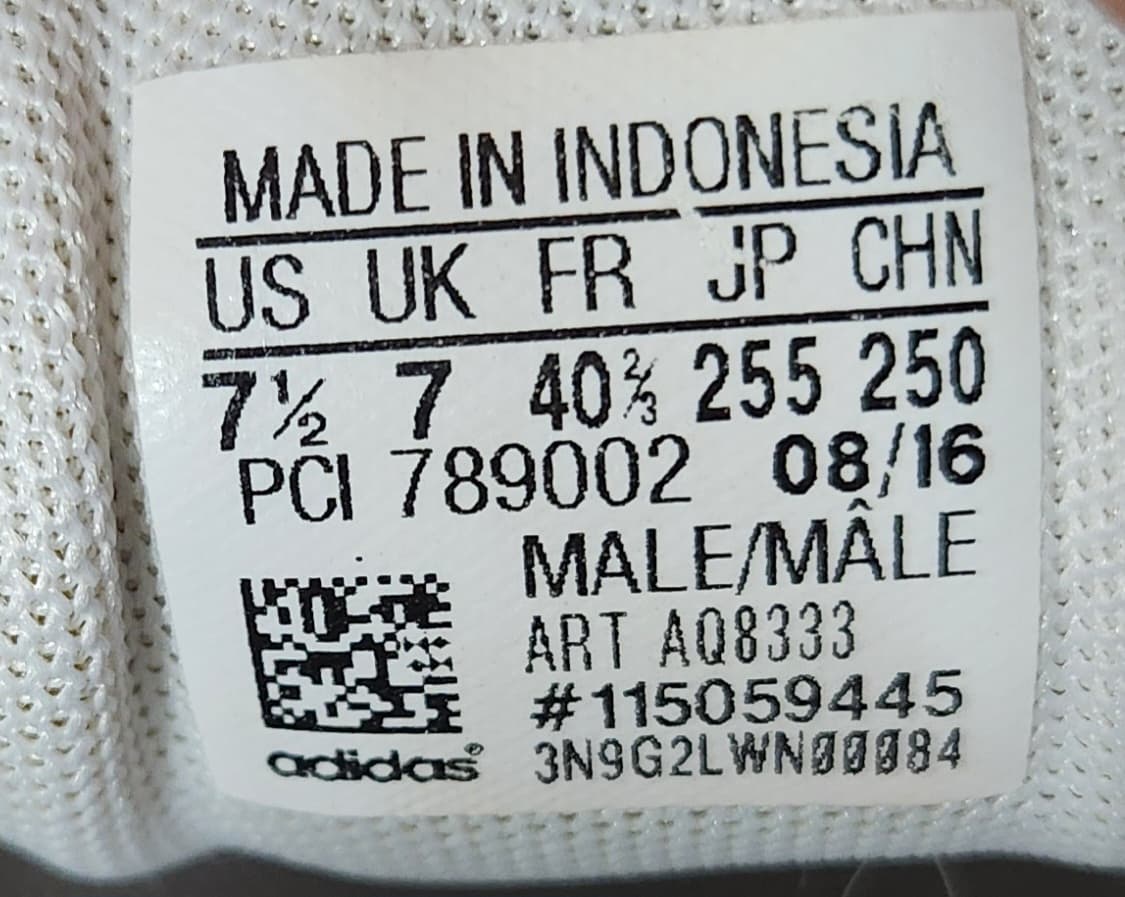 MADE IN INDONESIA
US UK FR JP CHN
7½ 7 40⅔ 255 250
PCI 789002 08/16
MALE/MÂLE
ART AQ8333
#115059445
adidas® 3N9G2LWN00084